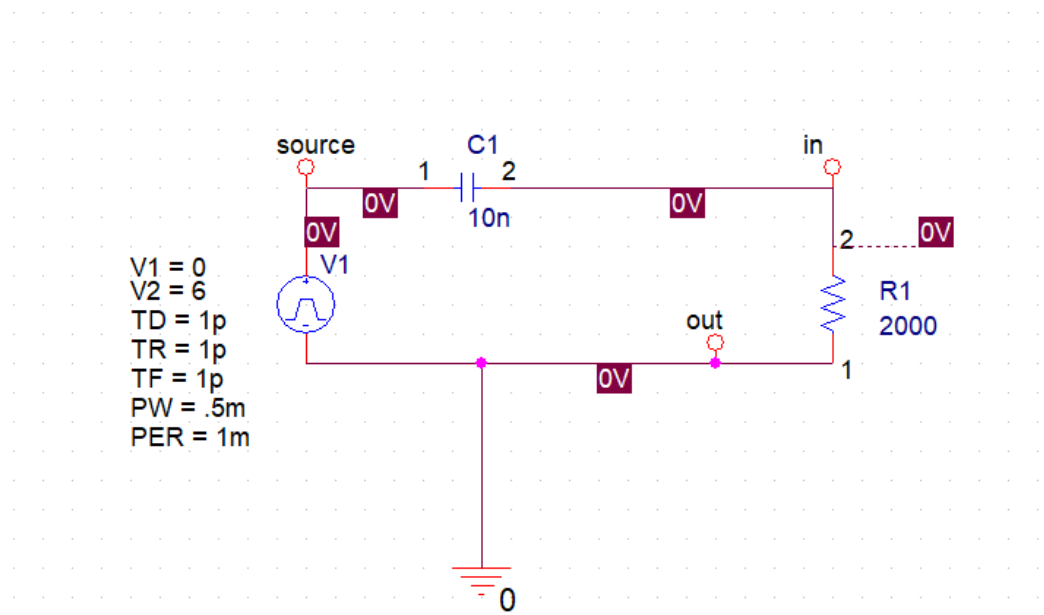 source
C1
in
1
2
0V
0V
10n
0V
2
0V
V1
V1 = 0
V2 = 6
TD = 1p
TR = 1p
TF = 1p
PW = .5m
PER = 1m
R1
2000
out
0V
1
0